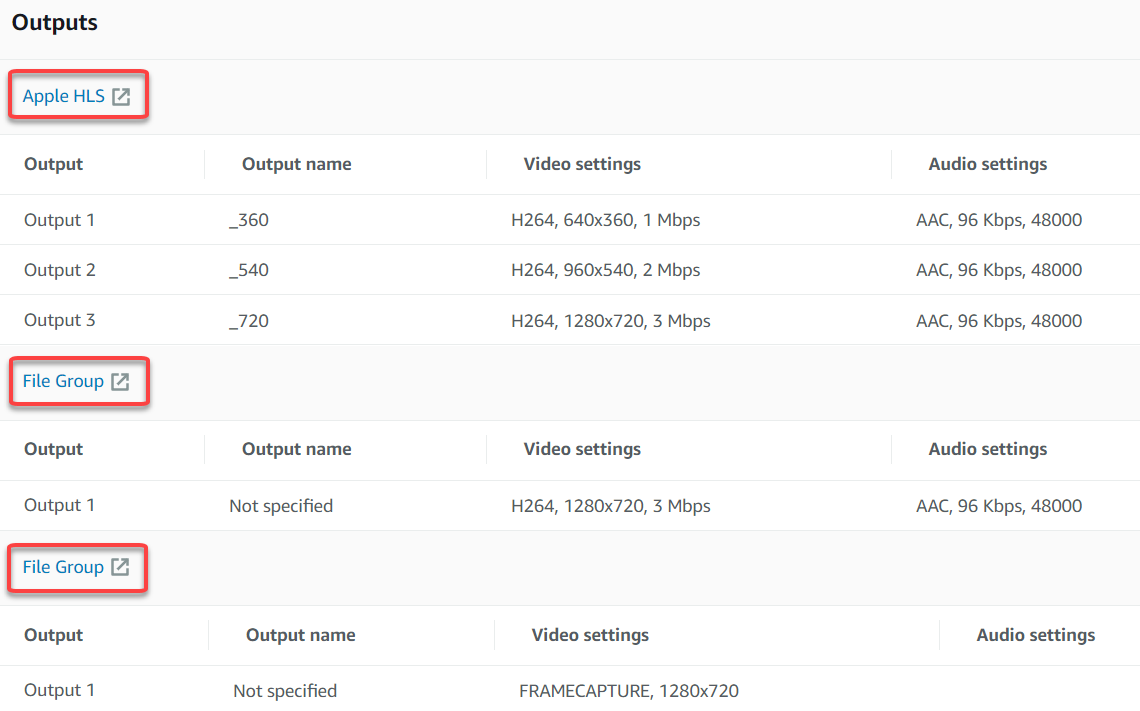 Outputs
Apple HLS
Output Output name Video settings Audio settings
Output 1 _360 H264, 640x360, 1 Mbps AAC, 96 Kbps, 48000
Output 2 _540 H264, 960x540, 2 Mbps AAC, 96 Kbps, 48000
Output 3 _720 H264, 1280x720, 3 Mbps AAC, 96 Kbps, 48000
File Group
Output Output name Video settings Audio settings
Output 1 Not specified H264, 1280x720, 3 Mbps AAC, 96 Kbps, 48000
File Group
Output Output name Video settings Audio settings
Output 1 Not specified FRAMECAPTURE, 1280x720